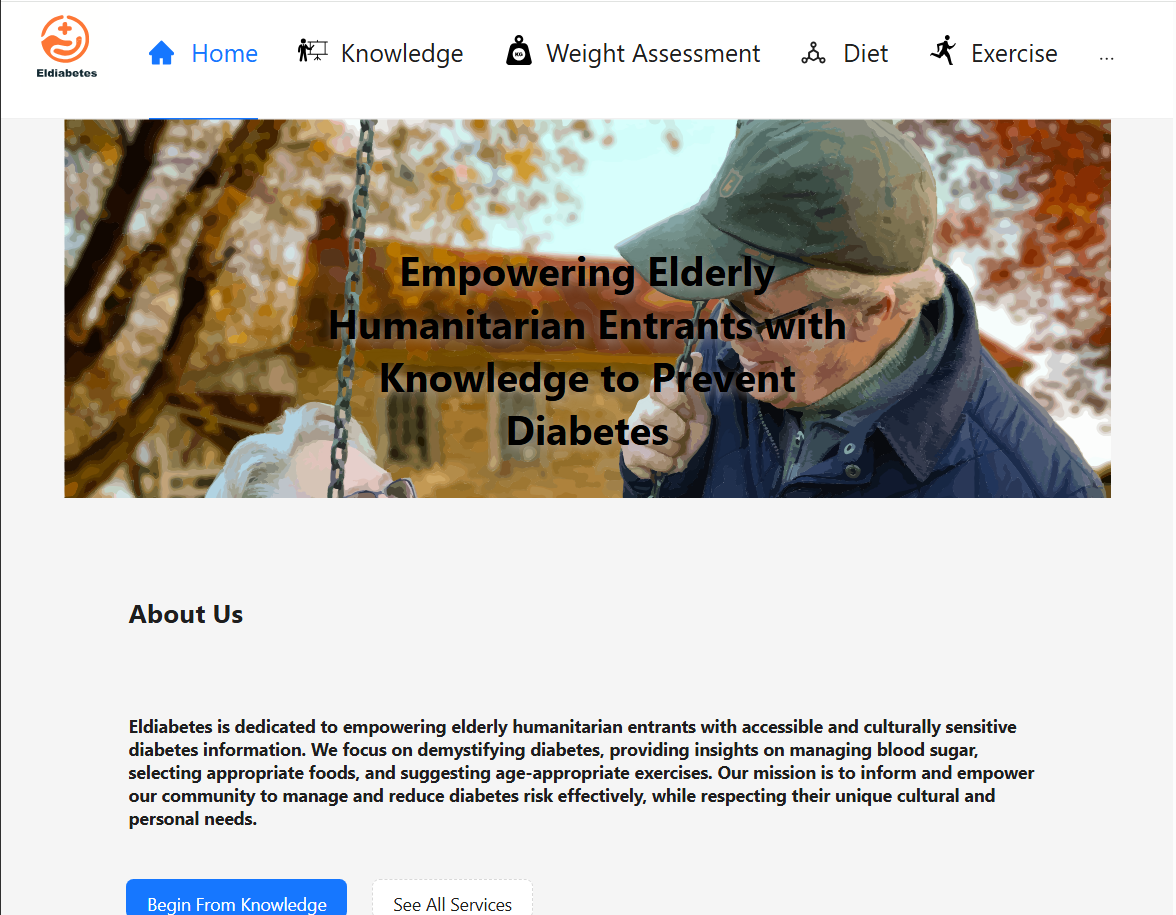 Eldiabetes
Home
Knowledge
KG
Weight Assessment
Diet
Exercise
...
Empowering Elderly
Humanitarian Entrants with
Knowledge to Prevent
Diabetes
About Us
Eldiabetes is dedicated to empowering elderly humanitarian entrants with accessible and culturally sensitive
diabetes information. We focus on demystifying diabetes, providing insights on managing blood sugar,
selecting appropriate foods, and suggesting age-appropriate exercises. Our mission is to inform and empower
our community to manage and reduce diabetes risk effectively, while respecting their unique cultural and
personal needs.
Begin From Knowledge
See All Services